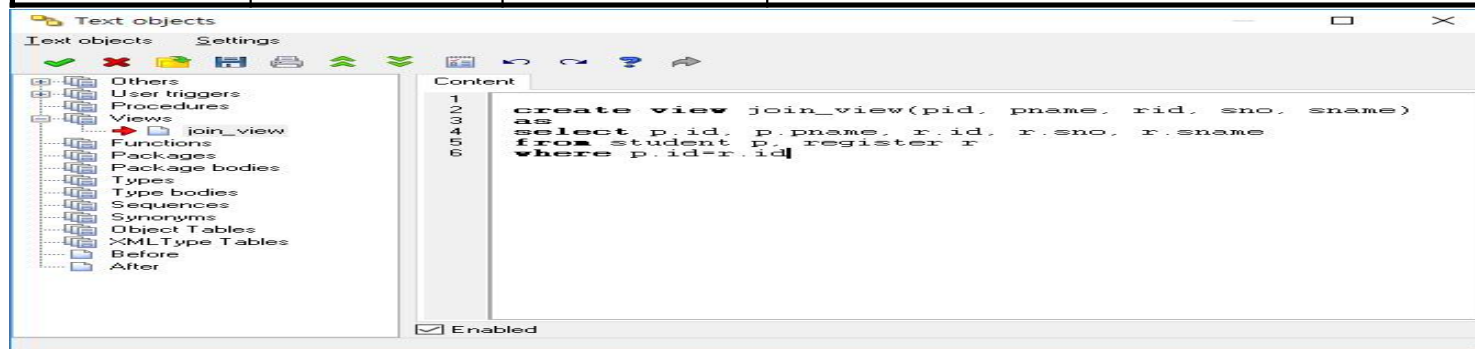 Text objects
Text objects Settings
Others
User triggers
Procedures
Views
join_view
Functions
Packages
Package bodies
Types
Type bodies
Sequences
Synonyms
Object Tables
XMLType Tables
Before
After
Content
1
2 create view join_view(pid, pname, rid, sno, sname)
3 as
4 select p.id, p.pname, r.id, r.sno, r.sname
5 from student p, register r
6 where p.id=r.id
Enabled